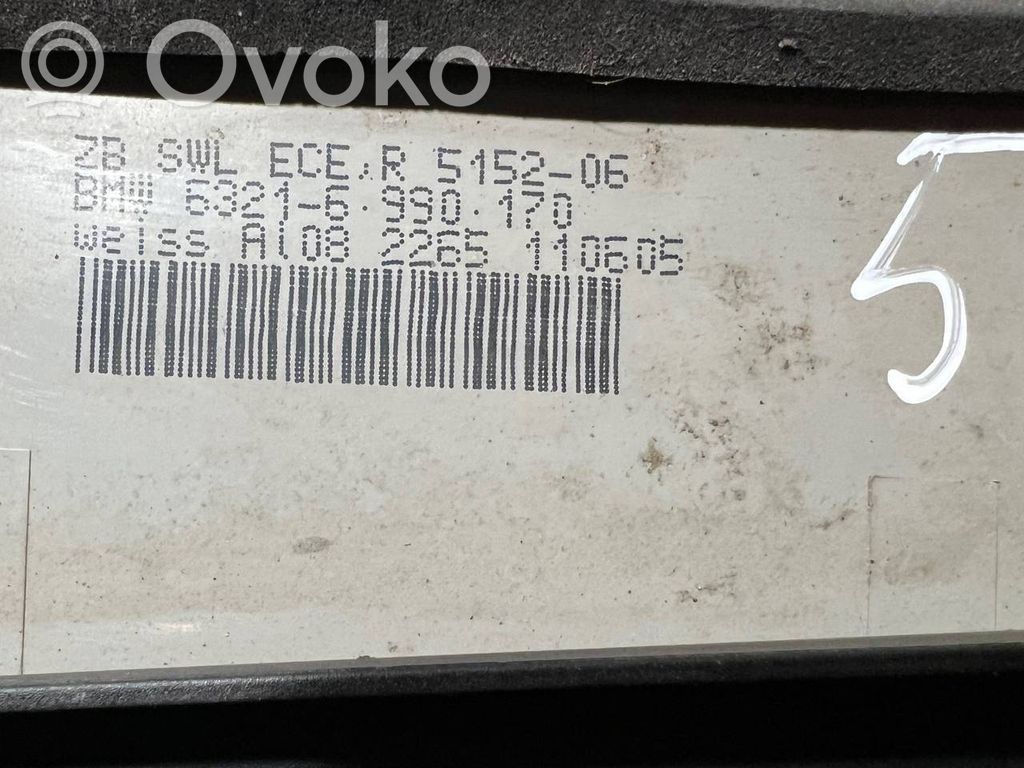 Ovoko
ZB SWL ECE.R 5152-06
BMW 6321-6.990.170
weiss Al08 2265 110605
5